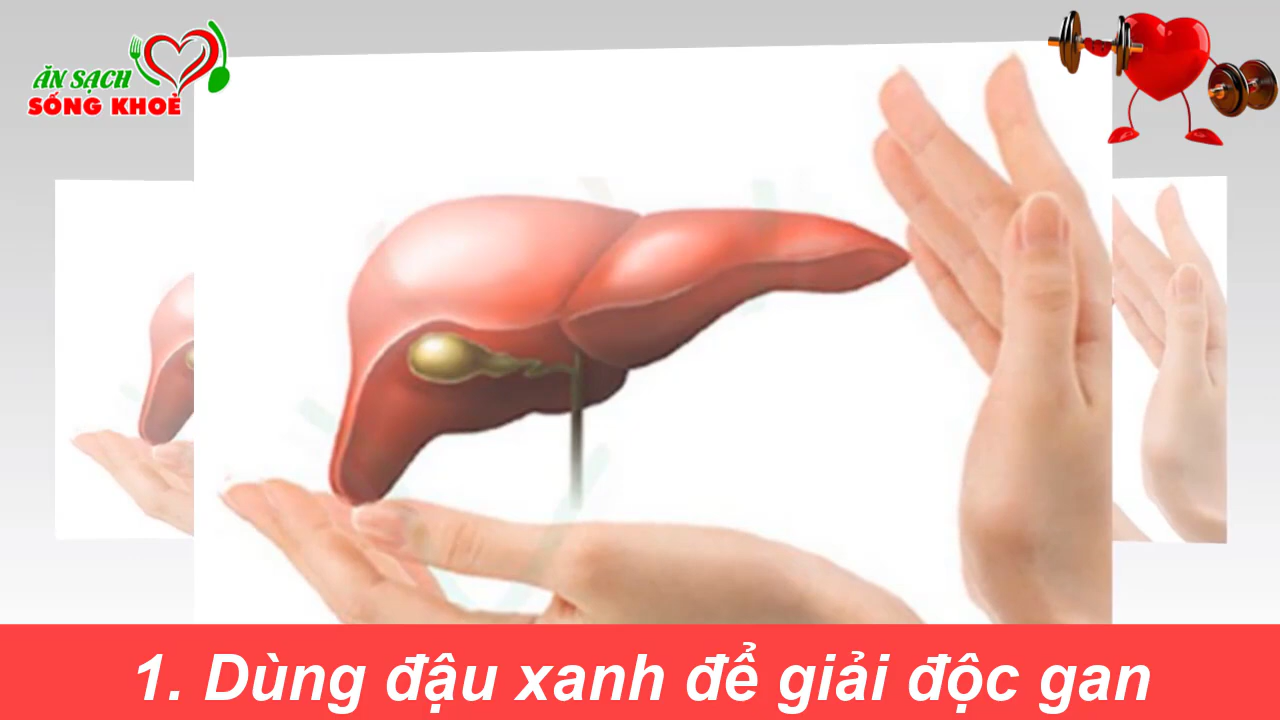 ĂN SẠCH
SỐNG KHOẺ
1. Dùng đậu xanh để giải độc gan